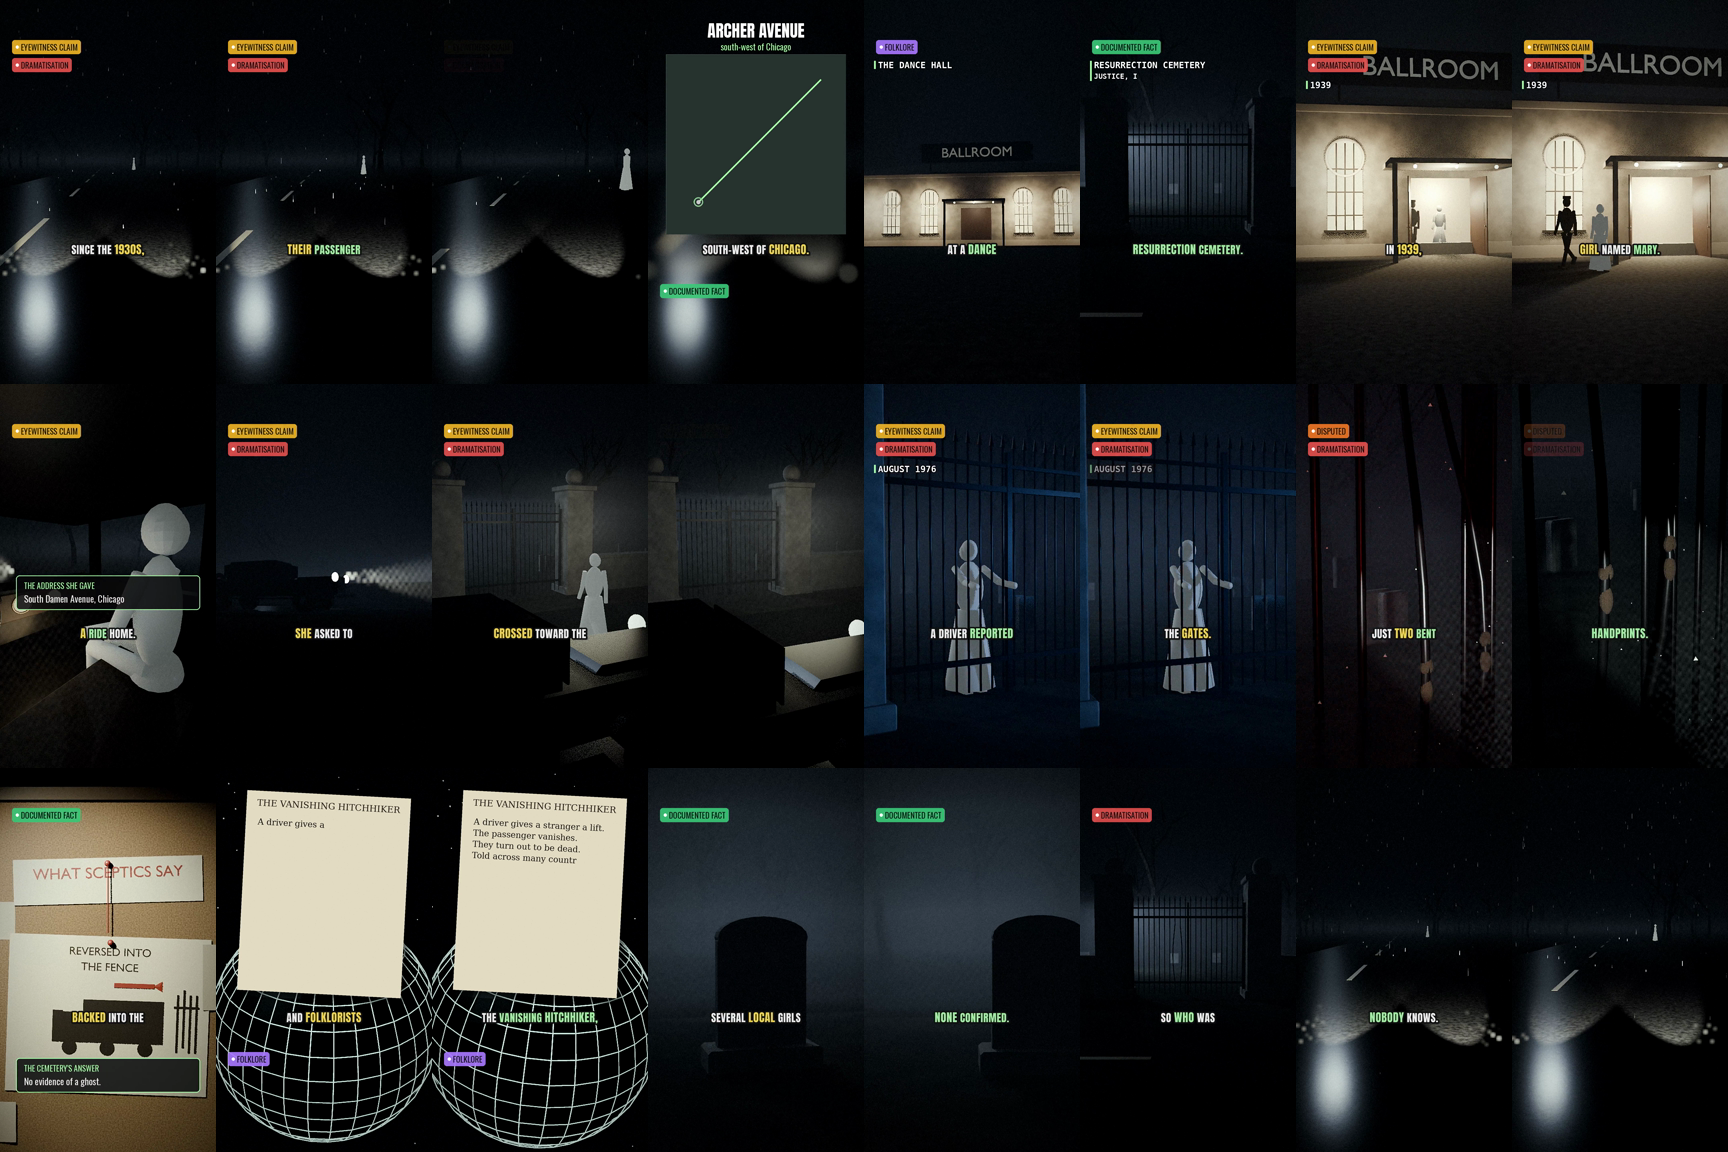 EYEWITNESS CLAIM
DRAMATISATION
SINCE THE 1930S,
EYEWITNESS CLAIM
DRAMATISATION
THEIR PASSENGER
ARCHER AVENUE
south-west of Chicago
SOUTH-WEST OF CHICAGO.
DOCUMENTED FACT
FOLKLORE
THE DANCE HALL
BALLROOM
AT A DANCE
DOCUMENTED FACT
RESURRECTION CEMETERY
JUSTICE, I
RESURRECTION CEMETERY.
EYEWITNESS CLAIM
DRAMATISATION
BALLROOM
1939
IN 1939,
EYEWITNESS CLAIM
DRAMATISATION
BALLROOM
1939
GIRL NAMED MARY.
EYEWITNESS CLAIM
THE ADDRESS SHE GAVE
South Damen Avenue, Chicago
A RIDE HOME.
EYEWITNESS CLAIM
DRAMATISATION
SHE ASKED TO
EYEWITNESS CLAIM
DRAMATISATION
CROSSED TOWARD THE
EYEWITNESS CLAIM
DRAMATISATION
AUGUST 1976
A DRIVER REPORTED
EYEWITNESS CLAIM
DRAMATISATION
AUGUST 1976
THE GATES.
DISPUTED
DRAMATISATION
JUST TWO BENT
DISPUTED
DRAMATISATION
HANDPRINTS.
DOCUMENTED FACT
WHAT SCEPTICS SAY
REVERSED INTO
THE FENCE
BACKED INTO THE
THE CEMETERY'S ANSWER
No evidence of a ghost.
THE VANISHING HITCHHIKER
A driver gives a
AND FOLKLORISTS
FOLKLORE
THE VANISHING HITCHHIKER
A driver gives a stranger a lift.
The passenger vanishes.
They turn out to be dead.
Told across many countr
THE VANISHING HITCHHIKER,
FOLKLORE
DOCUMENTED FACT
SEVERAL LOCAL GIRLS
DOCUMENTED FACT
NONE CONFIRMED.
DRAMATISATION
SO WHO WAS
NOBODY KNOWS.